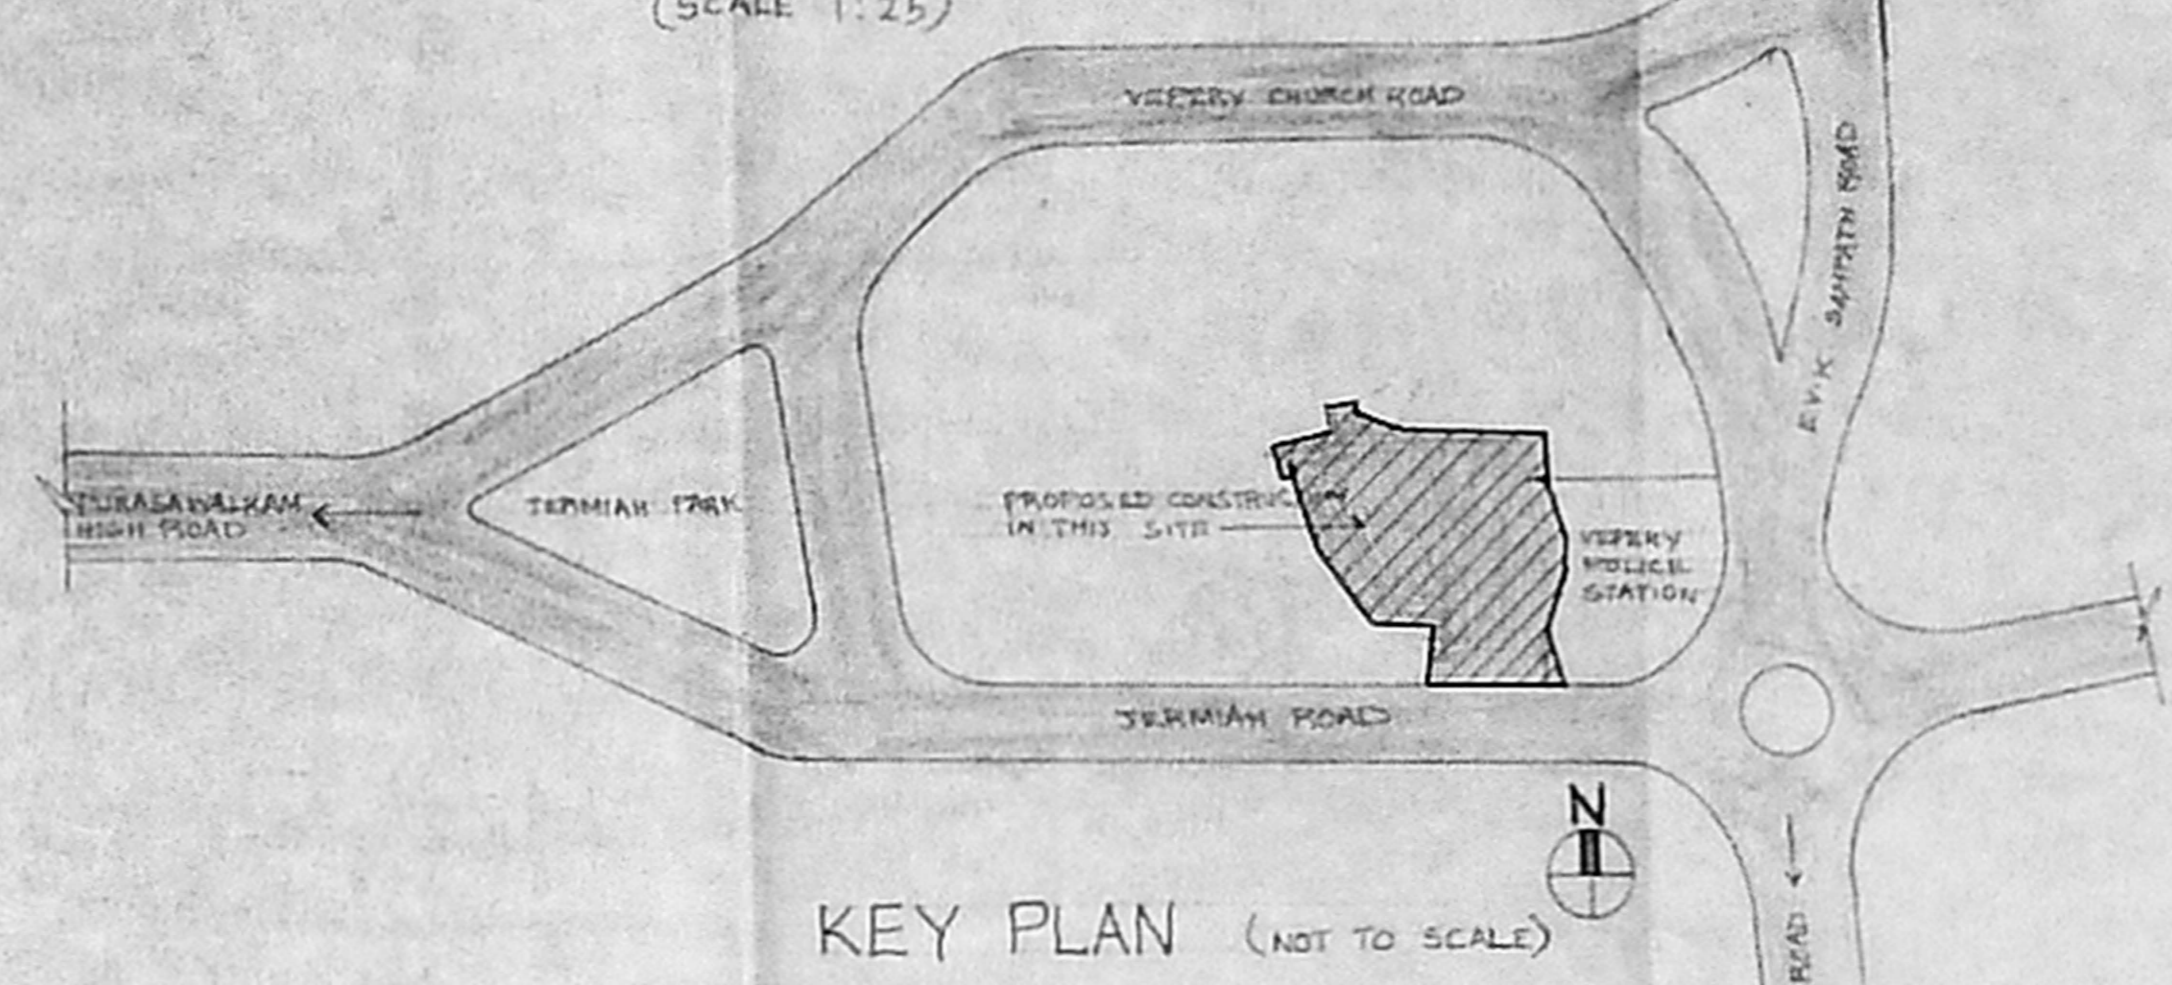 (SCALE 1:25)
VEPERY CHURCH ROAD
E.V.K SAMPATH ROAD
PURASAWALKAM
HIGH ROAD
JERMIAH PARK
PROPOSED CONSTRUCTION
IN THIS SITE
VEPERY
POLICE
STATION
JERMIAH ROAD
N
KEY PLAN (NOT TO SCALE)
ROAD